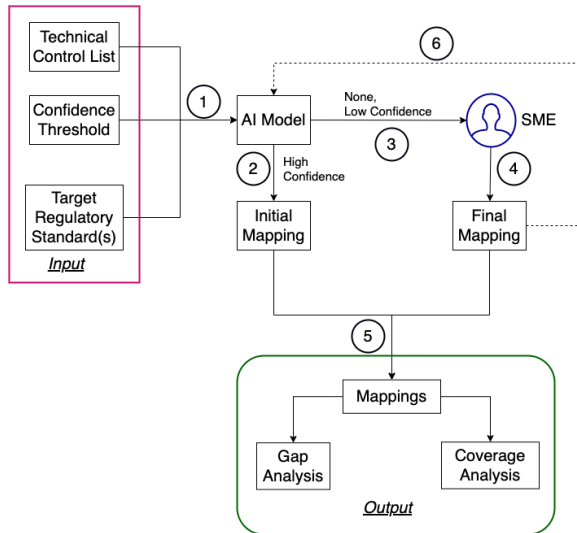 Technical
Control List
Confidence
Threshold
Target
Regulatory
Standard(s)
Input
1
AI Model
2
High
Confidence
Initial
Mapping
None,
Low Confidence
3
6
SME
4
Final
Mapping
5
Mappings
Gap
Analysis
Coverage
Analysis
Output